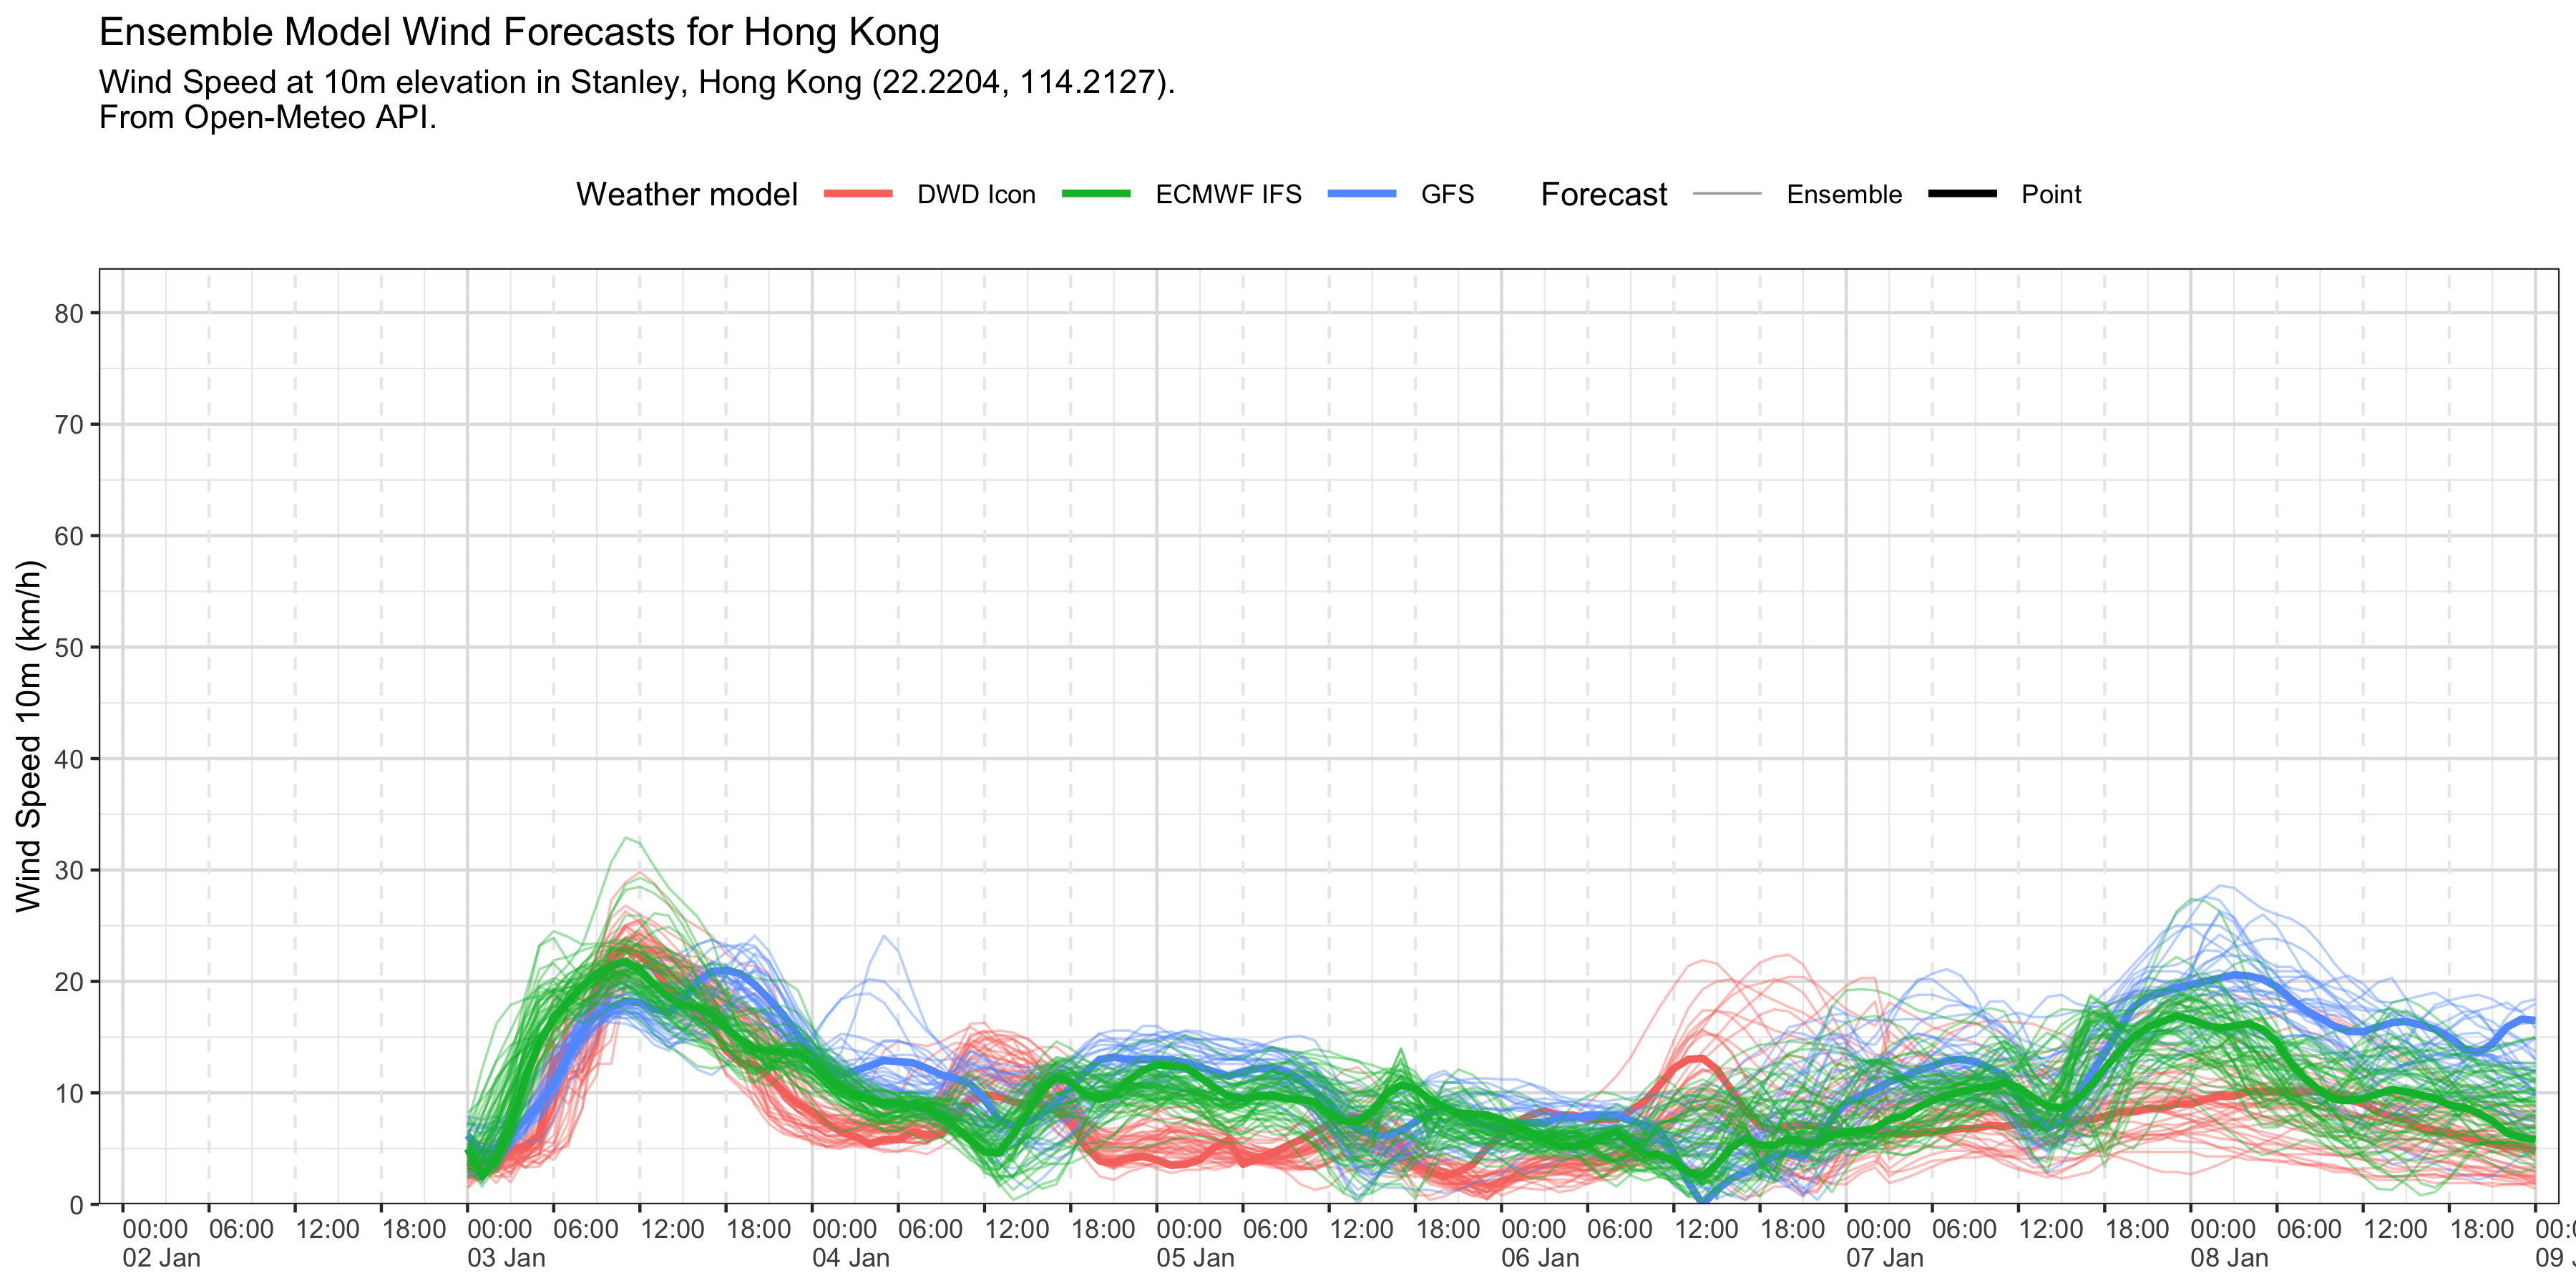 Ensemble Model Wind Forecasts for Hong Kong
Wind Speed at 10m elevation in Stanley, Hong Kong (22.2204, 114.2127).
From Open-Meteo API.
Weather model DWD Icon ECMWF IFS GFS Forecast Ensemble Point
Wind Speed 10m (km/h)
80
70
60
50
40
30
20
10
0
00:00 06:00 12:00 18:00 00:00 06:00 12:00 18:00 00:00 06:00 12:00 18:00 00:00 06:00 12:00 18:00 00:00 06:00 12:00 18:00 00:00 06:00 12:00 18:00 00:00 06:00 12:00 18:00
02 Jan 03 Jan 04 Jan 05 Jan 06 Jan 07 Jan 08 Jan 09